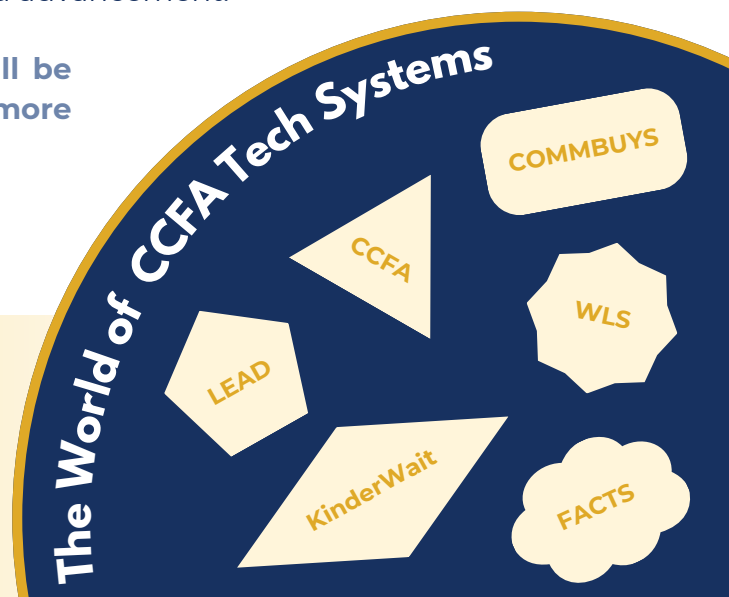 ll be
more
The World of CCFA Tech Systems
COMMBUYS
CCFA
WLS
LEAD
KinderWait
FACTS